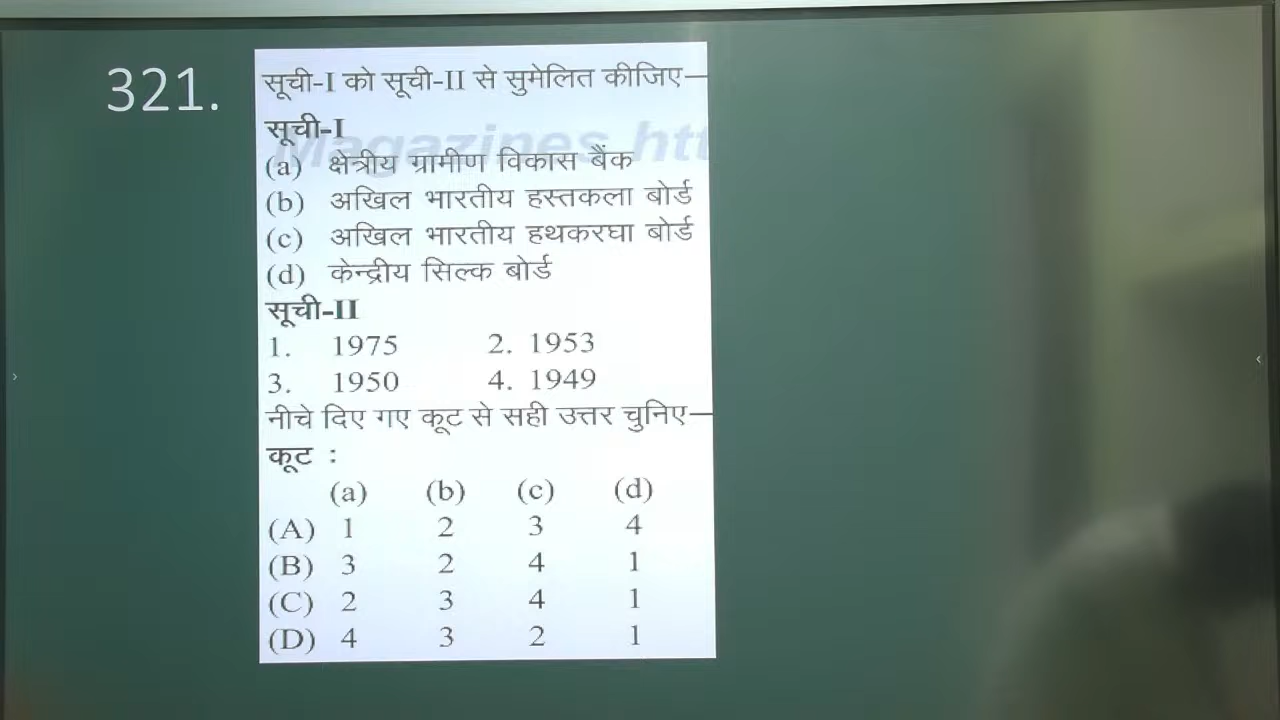 321.
सूची-I को सूची-II से सुमेलित कीजिए—
सूची-I
Magazines.htt
(a) क्षेत्रीय ग्रामीण विकास बैंक
(b) अखिल भारतीय हस्तकला बोर्ड
(c) अखिल भारतीय हथकरघा बोर्ड
(d) केन्द्रीय सिल्क बोर्ड
सूची-II
1. 1975 2. 1953
3. 1950 4. 1949
नीचे दिए गए कूट से सही उत्तर चुनिए—
कूट :
(a) (b) (c) (d)
(A) 1 2 3 4
(B) 3 2 4 1
(C) 2 3 4 1
(D) 4 3 2 1